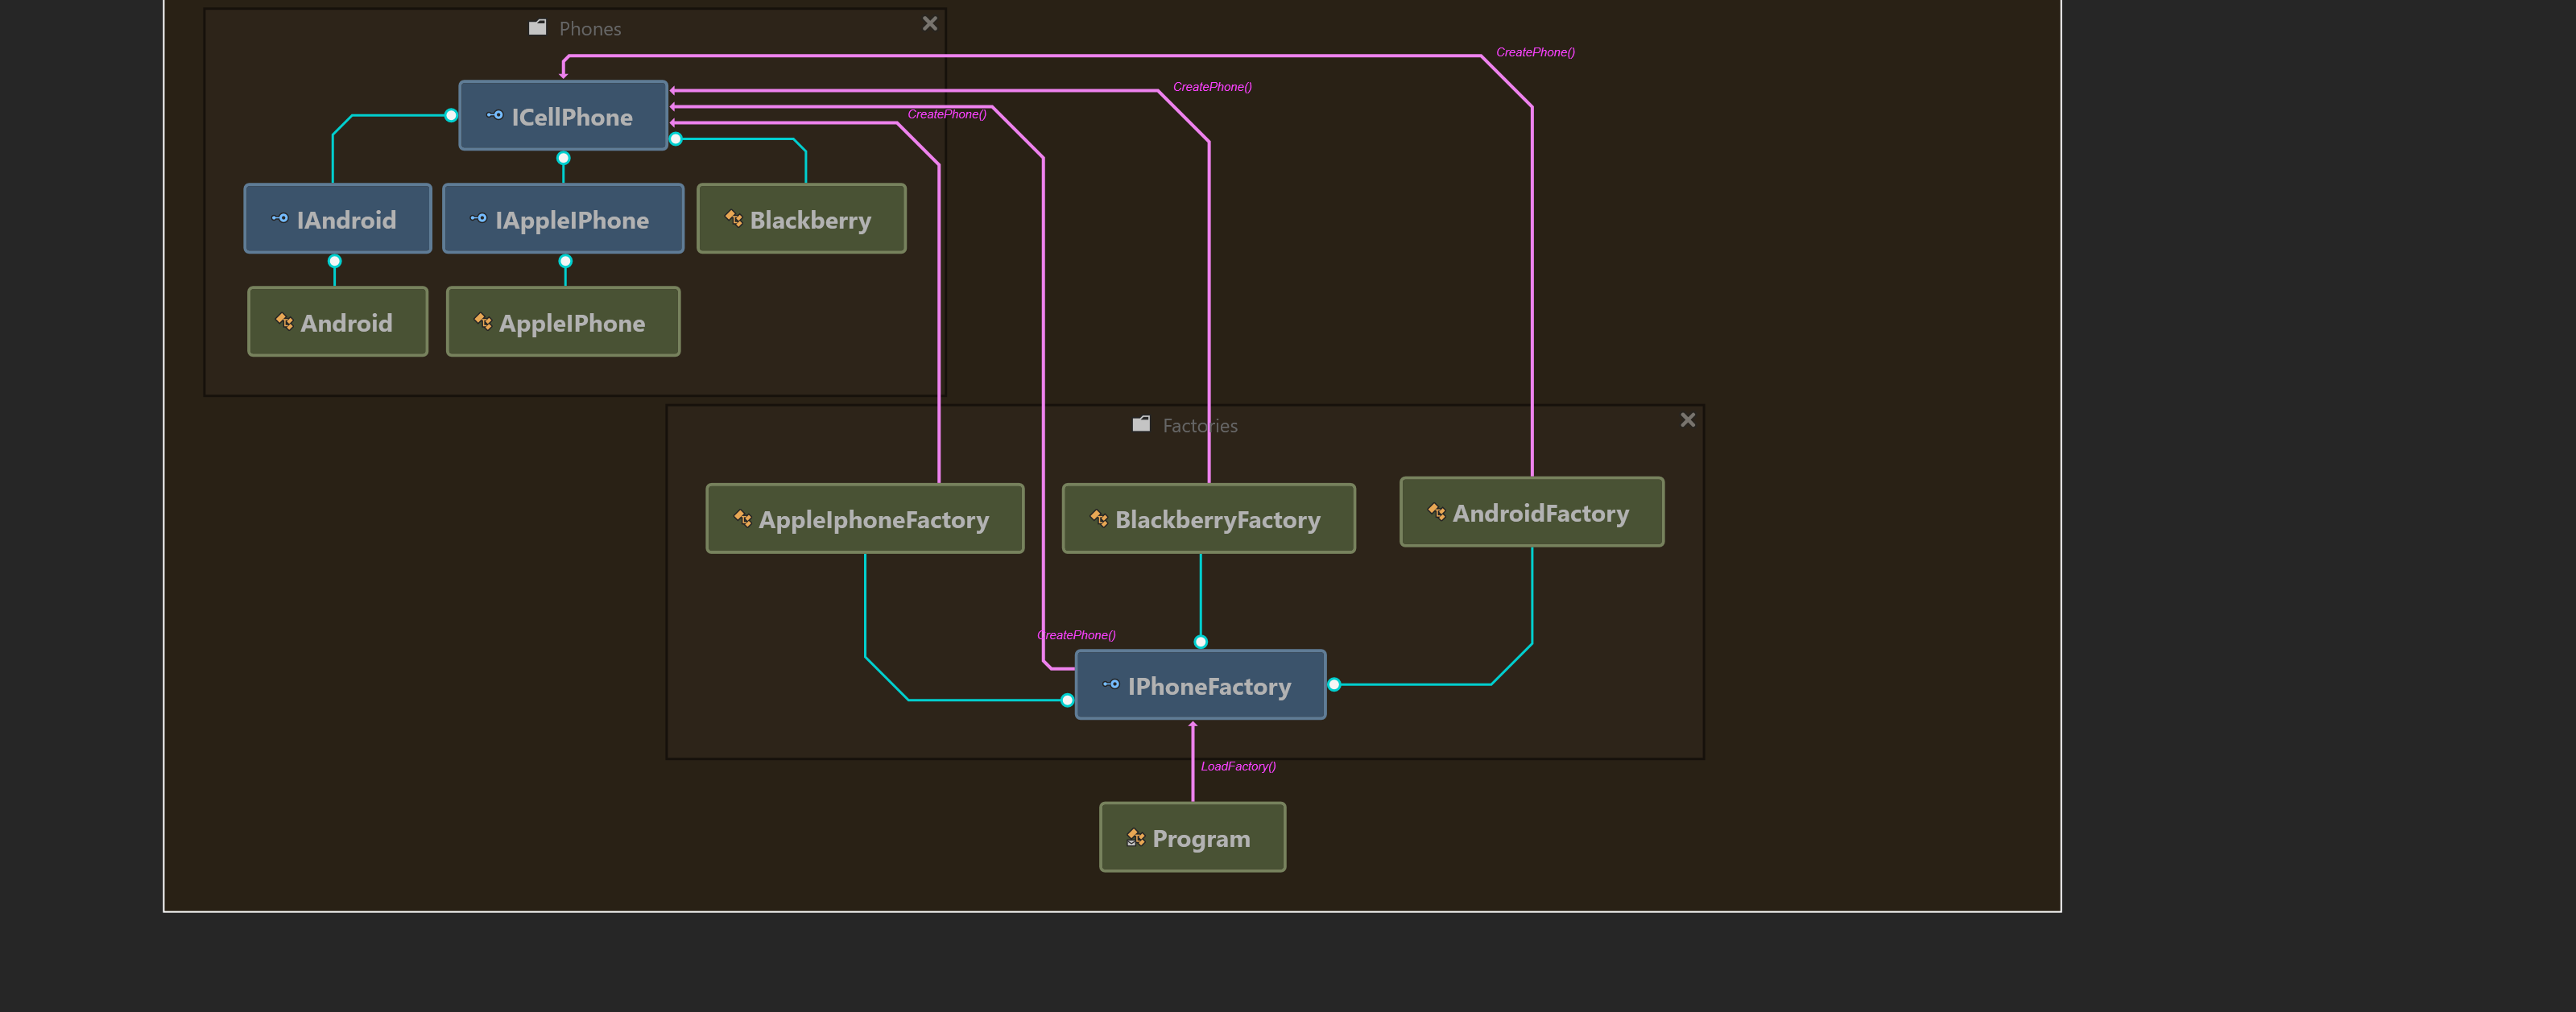 Phones
CreatePhone()
CreatePhone()
CreatePhone()
ICellPhone
IAndroid
IAppleIPhone
Blackberry
Android
AppleIPhone
Factories
AppleIphoneFactory
BlackberryFactory
AndroidFactory
CreatePhone()
IPhoneFactory
LoadFactory()
Program